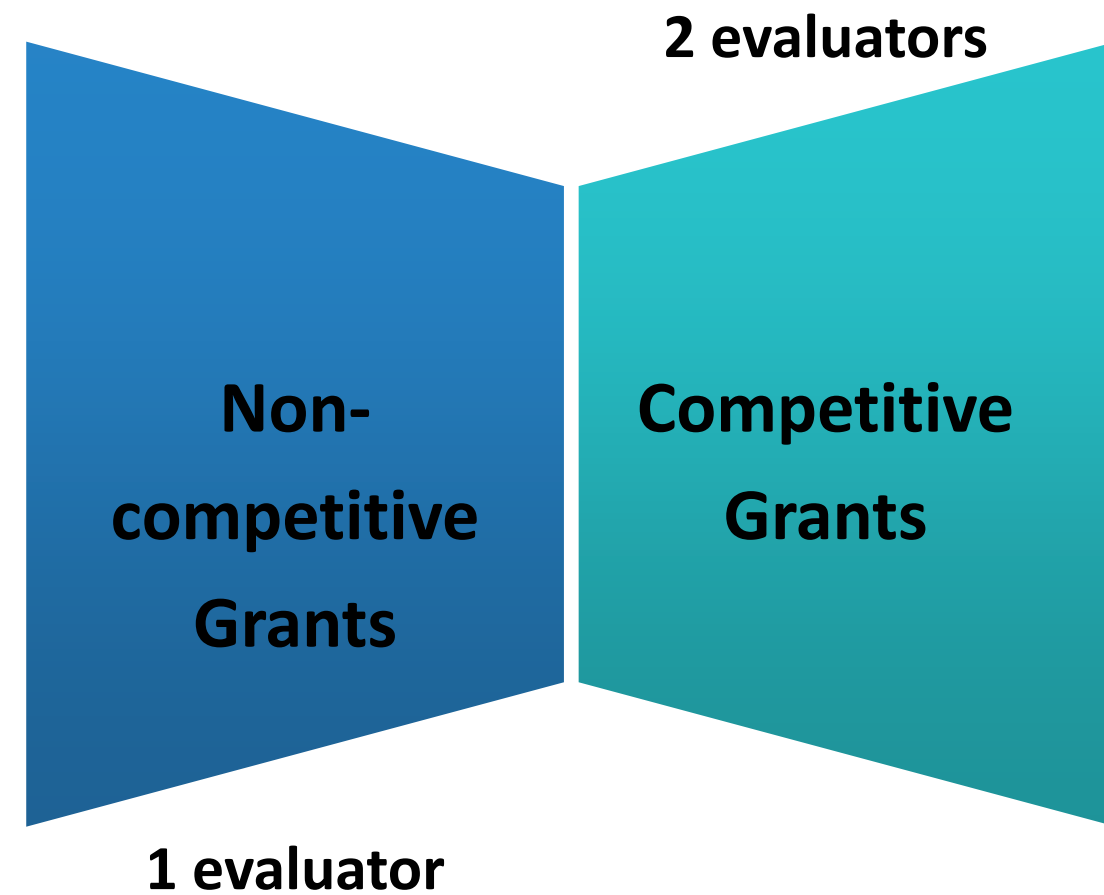 2 evaluators
Non-
competitive
Grants
Competitive
Grants
1 evaluator